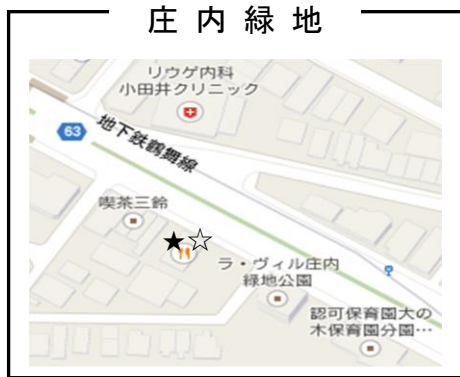 庄内緑地
リウゲ内科
小田井クリニック
63
地下鉄鶴舞線
喫茶三鈴
★☆
ラ・ヴィル庄内
緑地公園
認可保育園大の
木保育園分園…